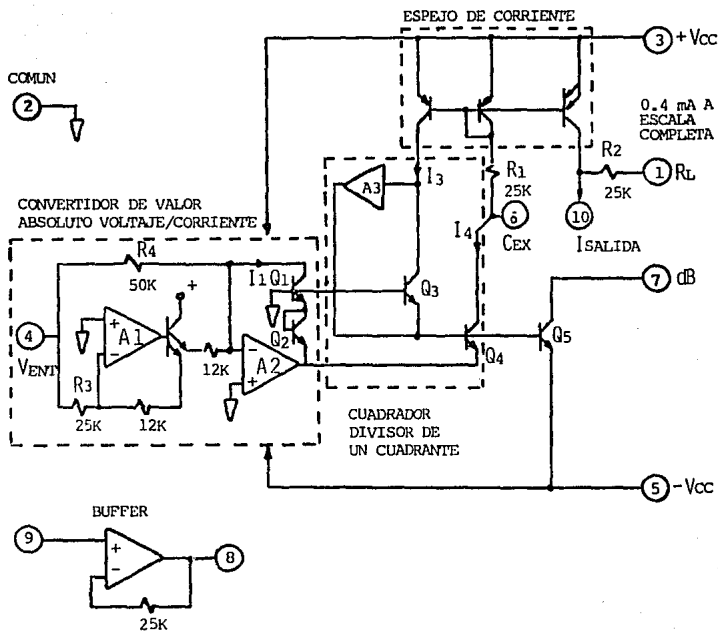 ESPEJO DE CORRIENTE
3 +VCC
COMUN
2
0.4 mA A
ESCALA
COMPLETA
R2
25K
1 RL
R1
25K
I3
A3
6
CEX
10
ISALIDA
I4
CONVERTIDOR DE VALOR
ABSOLUTO VOLTAJE/CORRIENTE
R4
50K
+
I1
Q1
Q3
7 dB
4
VENT
+
A1
-
Q2
Q4
Q5
12K
-
A2
+
R3
25K
12K
CUADRADOR
DIVISOR DE
UN CUADRANTE
5 -VCC
BUFFER
9
+
-
8
25K